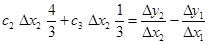 c₂ Δx₂ 4/3 + c₃ Δx₂ 1/3 = Δy₂/Δx₂ − Δy₁/Δx₁